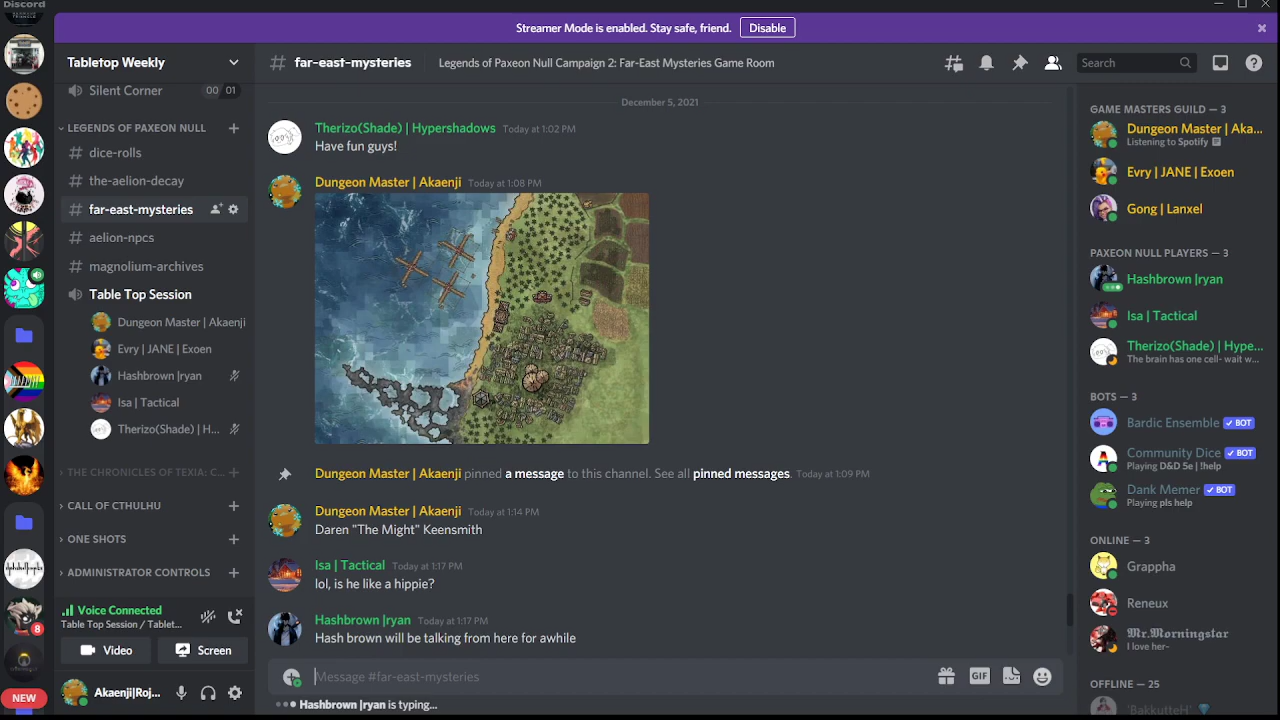 Discord
Streamer Mode is enabled. Stay safe, friend.
Disable
Tabletop Weekly
Silent Corner
00 01
LEGENDS OF PAXEON NULL
dice-rolls
the-aelion-decay
far-east-mysteries
aelion-npcs
magnolium-archives
Table Top Session
Dungeon Master | Akaenji
Evry | JANE | Exoen
Hashbrown |ryan
Isa | Tactical
Therizo(Shade) | H...
THE CHRONICLES OF TEXIA: C...
CALL OF CTHULHU
ONE SHOTS
ADMINISTRATOR CONTROLS
Voice Connected
Table Top Session / Tablet...
Video
Screen
Akaenji|Roj...
8
NEW
# far-east-mysteries
Legends of Paxeon Null Campaign 2: Far-East Mysteries Game Room
Search
December 5, 2021
Therizo(Shade) | Hypershadows Today at 1:02 PM
Have fun guys!
Dungeon Master | Akaenji Today at 1:08 PM
Dungeon Master | Akaenji pinned a message to this channel. See all pinned messages. Today at 1:09 PM
Dungeon Master | Akaenji Today at 1:14 PM
Daren "The Might" Keensmith
Isa | Tactical Today at 1:17 PM
lol, is he like a hippie?
Hashbrown |ryan Today at 1:17 PM
Hash brown will be talking from here for awhile
Message #far-east-mysteries
GIF
Hashbrown |ryan is typing...
GAME MASTERS GUILD — 3
Dungeon Master | Aka...
Listening to Spotify
Evry | JANE | Exoen
Gong | Lanxel
PAXEON NULL PLAYERS — 3
Hashbrown |ryan
Isa | Tactical
Therizo(Shade) | Hype...
The brain has one cell- wait w...
BOTS — 3
Bardic Ensemble ✓ BOT
Community Dice ✓ BOT
Playing D&D 5e | !help
Dank Memer ✓ BOT
Playing pls help
ONLINE — 3
Grappha
Reneux
𝕸𝖗.𝕸𝖔𝖗𝖓𝖎𝖓𝖌𝖘𝖙𝖆𝖗
I love her-
OFFLINE — 25
'BakkutteH'